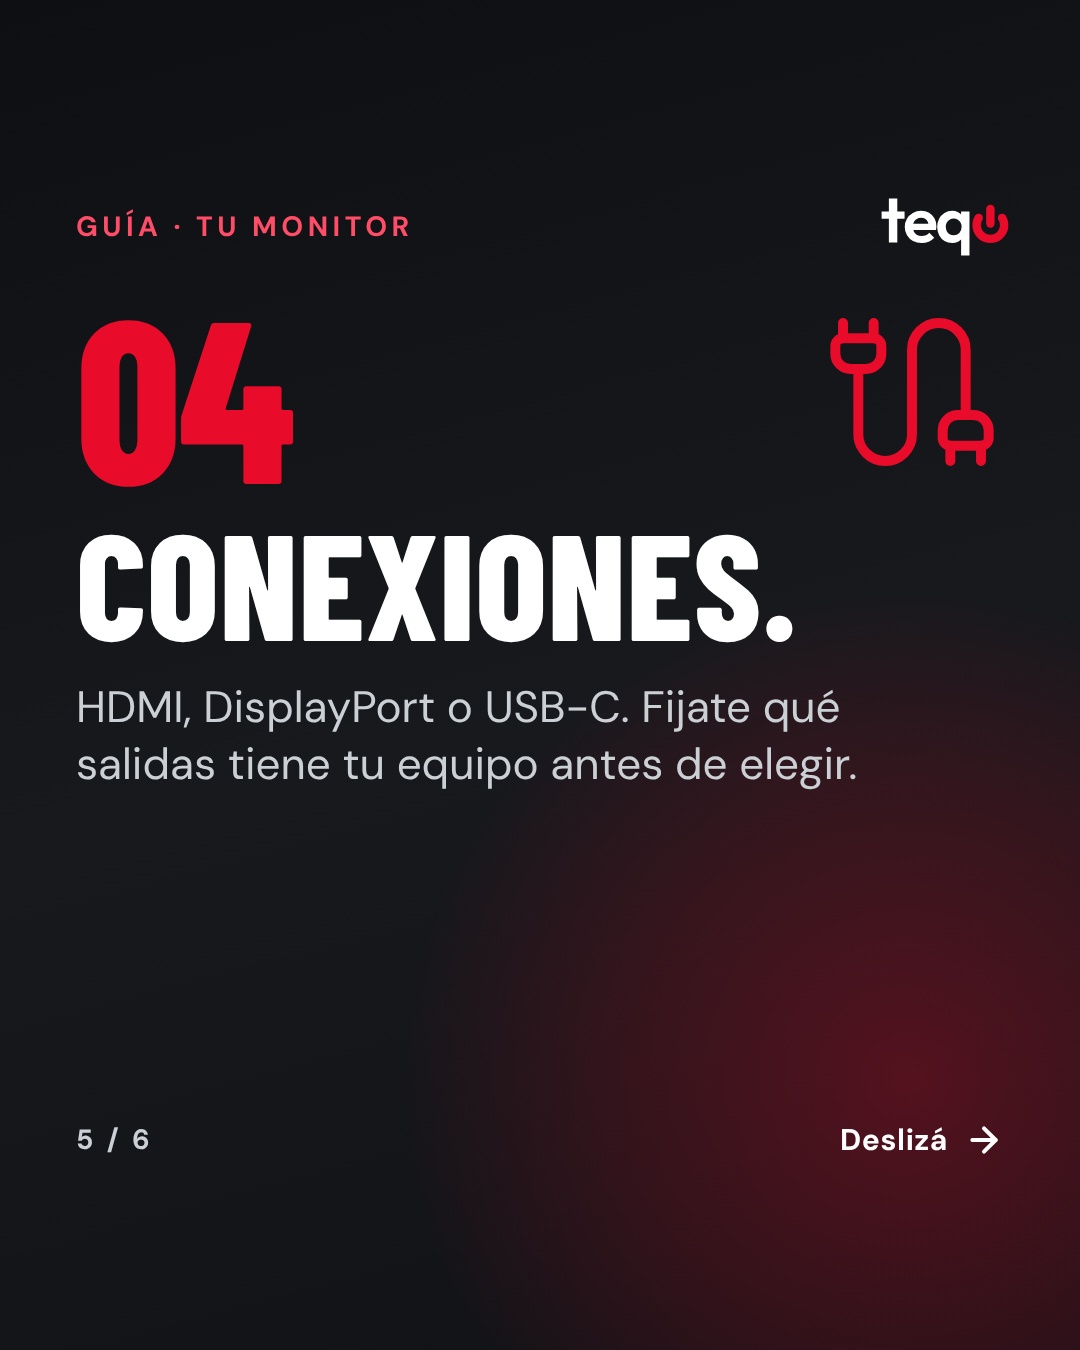 GUÍA · TU MONITOR
teqo
04
CONEXIONES.
HDMI, DisplayPort o USB-C. Fijate qué
salidas tiene tu equipo antes de elegir.
5 / 6
Deslizá →